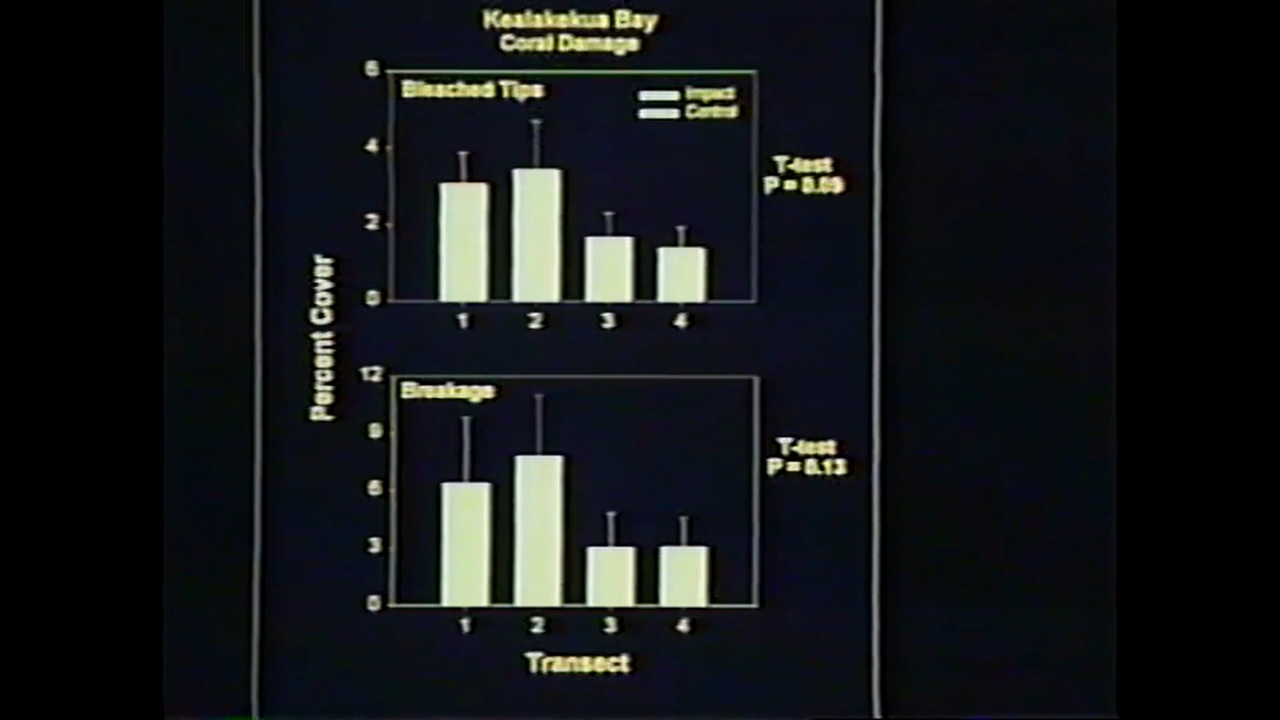 Kealakekua Bay
Coral Damage
6
Bleached Tips
Impact
Control
4
T-test
P = 0.09
2
0
1 2 3 4
Percent Cover
12
Breakage
9
T-test
P = 0.13
6
3
0
1 2 3 4
Transect